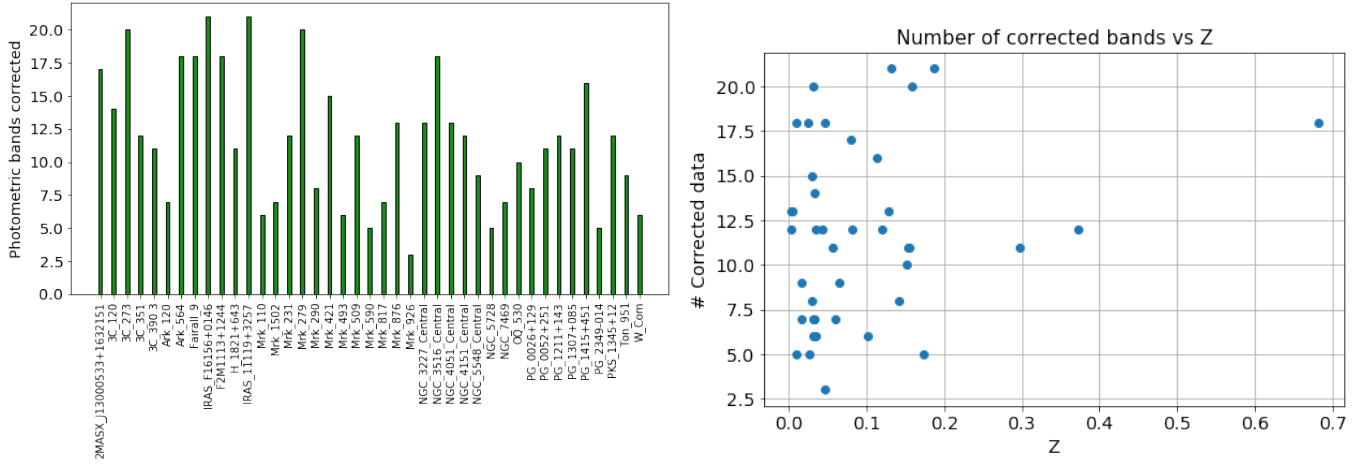 Photometric bands corrected
20.0
17.5
15.0
12.5
10.0
7.5
5.0
2.5
0.0
2MASX_J13000533+1632151
3C_120
3C_273
3C_351
3C_390.3
Ark_120
Ark_564
Fairall_9
IRAS_F16156+0146
F2M1113+1244
H_1821+643
IRAS_11119+3257
Mrk_110
Mrk_1502
Mrk_231
Mrk_279
Mrk_290
Mrk_421
Mrk_493
Mrk_509
Mrk_590
Mrk_817
Mrk_876
Mrk_926
NGC_3227_Central
NGC_3516_Central
NGC_4051_Central
NGC_4151_Central
NGC_5548_Central
NGC_5728
NGC_7469
OQ_530
PG_0026+129
PG_0052+251
PG_1211+143
PG_1307+085
PG_1415+451
PG_2349-014
PKS_1345+12
Ton_951
W_Com
Number of corrected bands vs Z
# Corrected data
20.0
17.5
15.0
12.5
10.0
7.5
5.0
2.5
0.0
0.1
0.2
0.3
0.4
0.5
0.6
0.7
Z